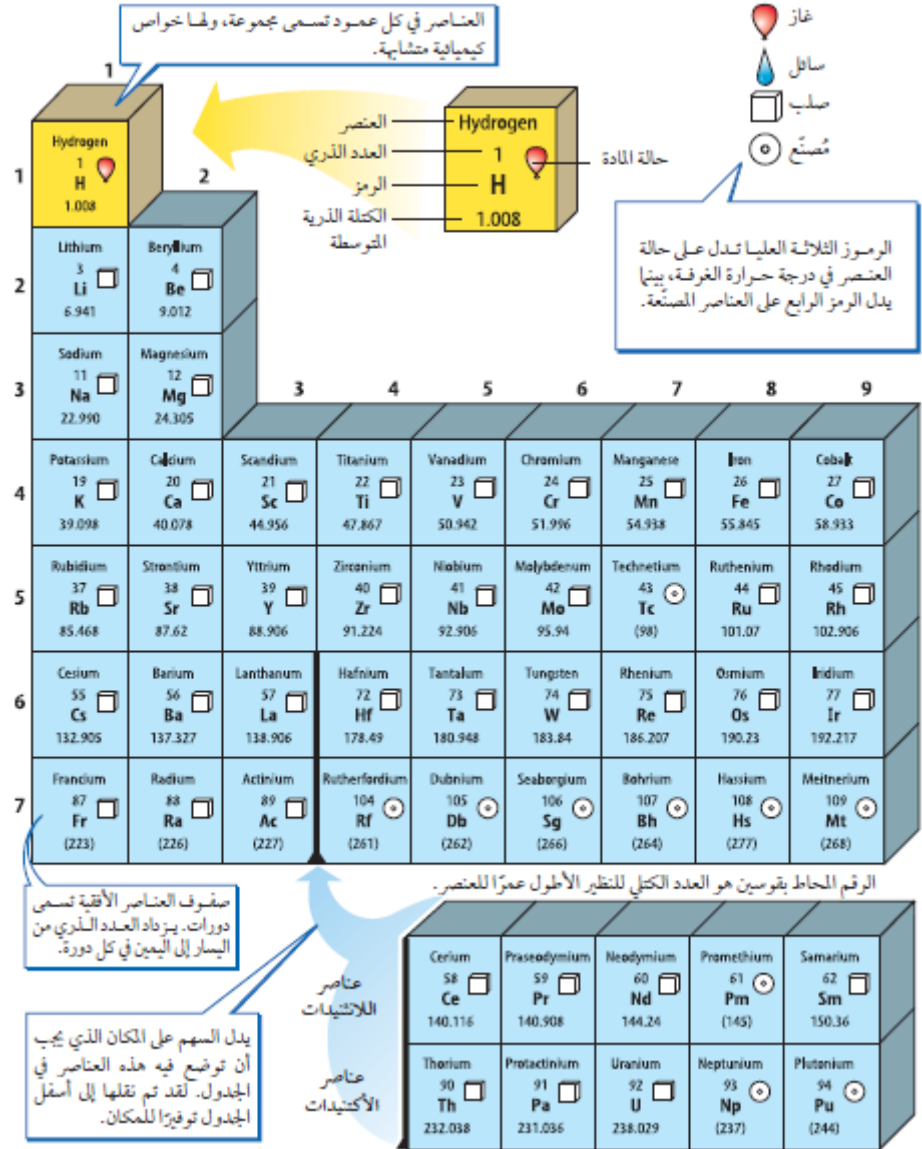 العناصر في كل عمود تسمى مجموعة، ولها خواص
كيميائية متشابهة.
غاز
سائل
صلب
مُصنّع
العنصر
العدد الذري
الرمز
الكتلة الذرية
المتوسطة
Hydrogen
1
H
1.008
حالة المادة
الرموز الثلاثة العليا تدل على حالة
العنصر في درجة حرارة الغرفة، بينما
يدل الرمز الرابع على العناصر المصنّعة.
1
1
Hydrogen
1
H
1.008
2
2
Lithium Beryllium
3 4
Li Be
6.941 9.012
3
Sodium Magnesium
11 12
Na Mg
22.990 24.305
3 4 5 6 7 8 9
4
Potassium Calcium Scandium Titanium Vanadium Chromium Manganese Iron Cobalt
19 20 21 22 23 24 25 26 27
K Ca Sc Ti V Cr Mn Fe Co
39.098 40.078 44.956 47.867 50.942 51.996 54.938 55.845 58.933
5
Rubidium Strontium Yttrium Zirconium Niobium Molybdenum Technetium Ruthenium Rhodium
37 38 39 40 41 42 43 44 45
Rb Sr Y Zr Nb Mo Tc Ru Rh
85.468 87.62 88.906 91.224 92.906 95.94 (98) 101.07 102.906
6
Cesium Barium Lanthanum Hafnium Tantalum Tungsten Rhenium Osmium Iridium
55 56 57 72 73 74 75 76 77
Cs Ba La Hf Ta W Re Os Ir
132.905 137.327 138.906 178.49 180.948 183.84 186.207 190.23 192.217
7
Francium Radium Actinium Rutherfordium Dubnium Seaborgium Bohrium Hassium Meitnerium
87 88 89 104 105 106 107 108 109
Fr Ra Ac Rf Db Sg Bh Hs Mt
(223) (226) (227) (261) (262) (266) (264) (277) (268)
الرقم المحاط بقوسين هو العدد الكتلي للنظير الأطول عمرًا للعنصر.
صفوف العناصر الأفقية تسمى
دورات. يزداد العدد الذري من
اليسار إلى اليمين في كل دورة.
يدل السهم على المكان الذي يجب
أن توضع فيه هذه العناصر في
الجدول. لقد تم نقلها إلى أسفل
الجدول توفيرًا للمكان.
عناصر
اللانثنيدات
Cerium Praseodymium Neodymium Promethium Samarium
58 59 60 61 62
Ce Pr Nd Pm Sm
140.116 140.908 144.24 (145) 150.36
عناصر
الأكتنيدات
Thorium Protactinium Uranium Neptunium Plutonium
90 91 92 93 94
Th Pa U Np Pu
232.038 231.036 238.029 (237) (244)